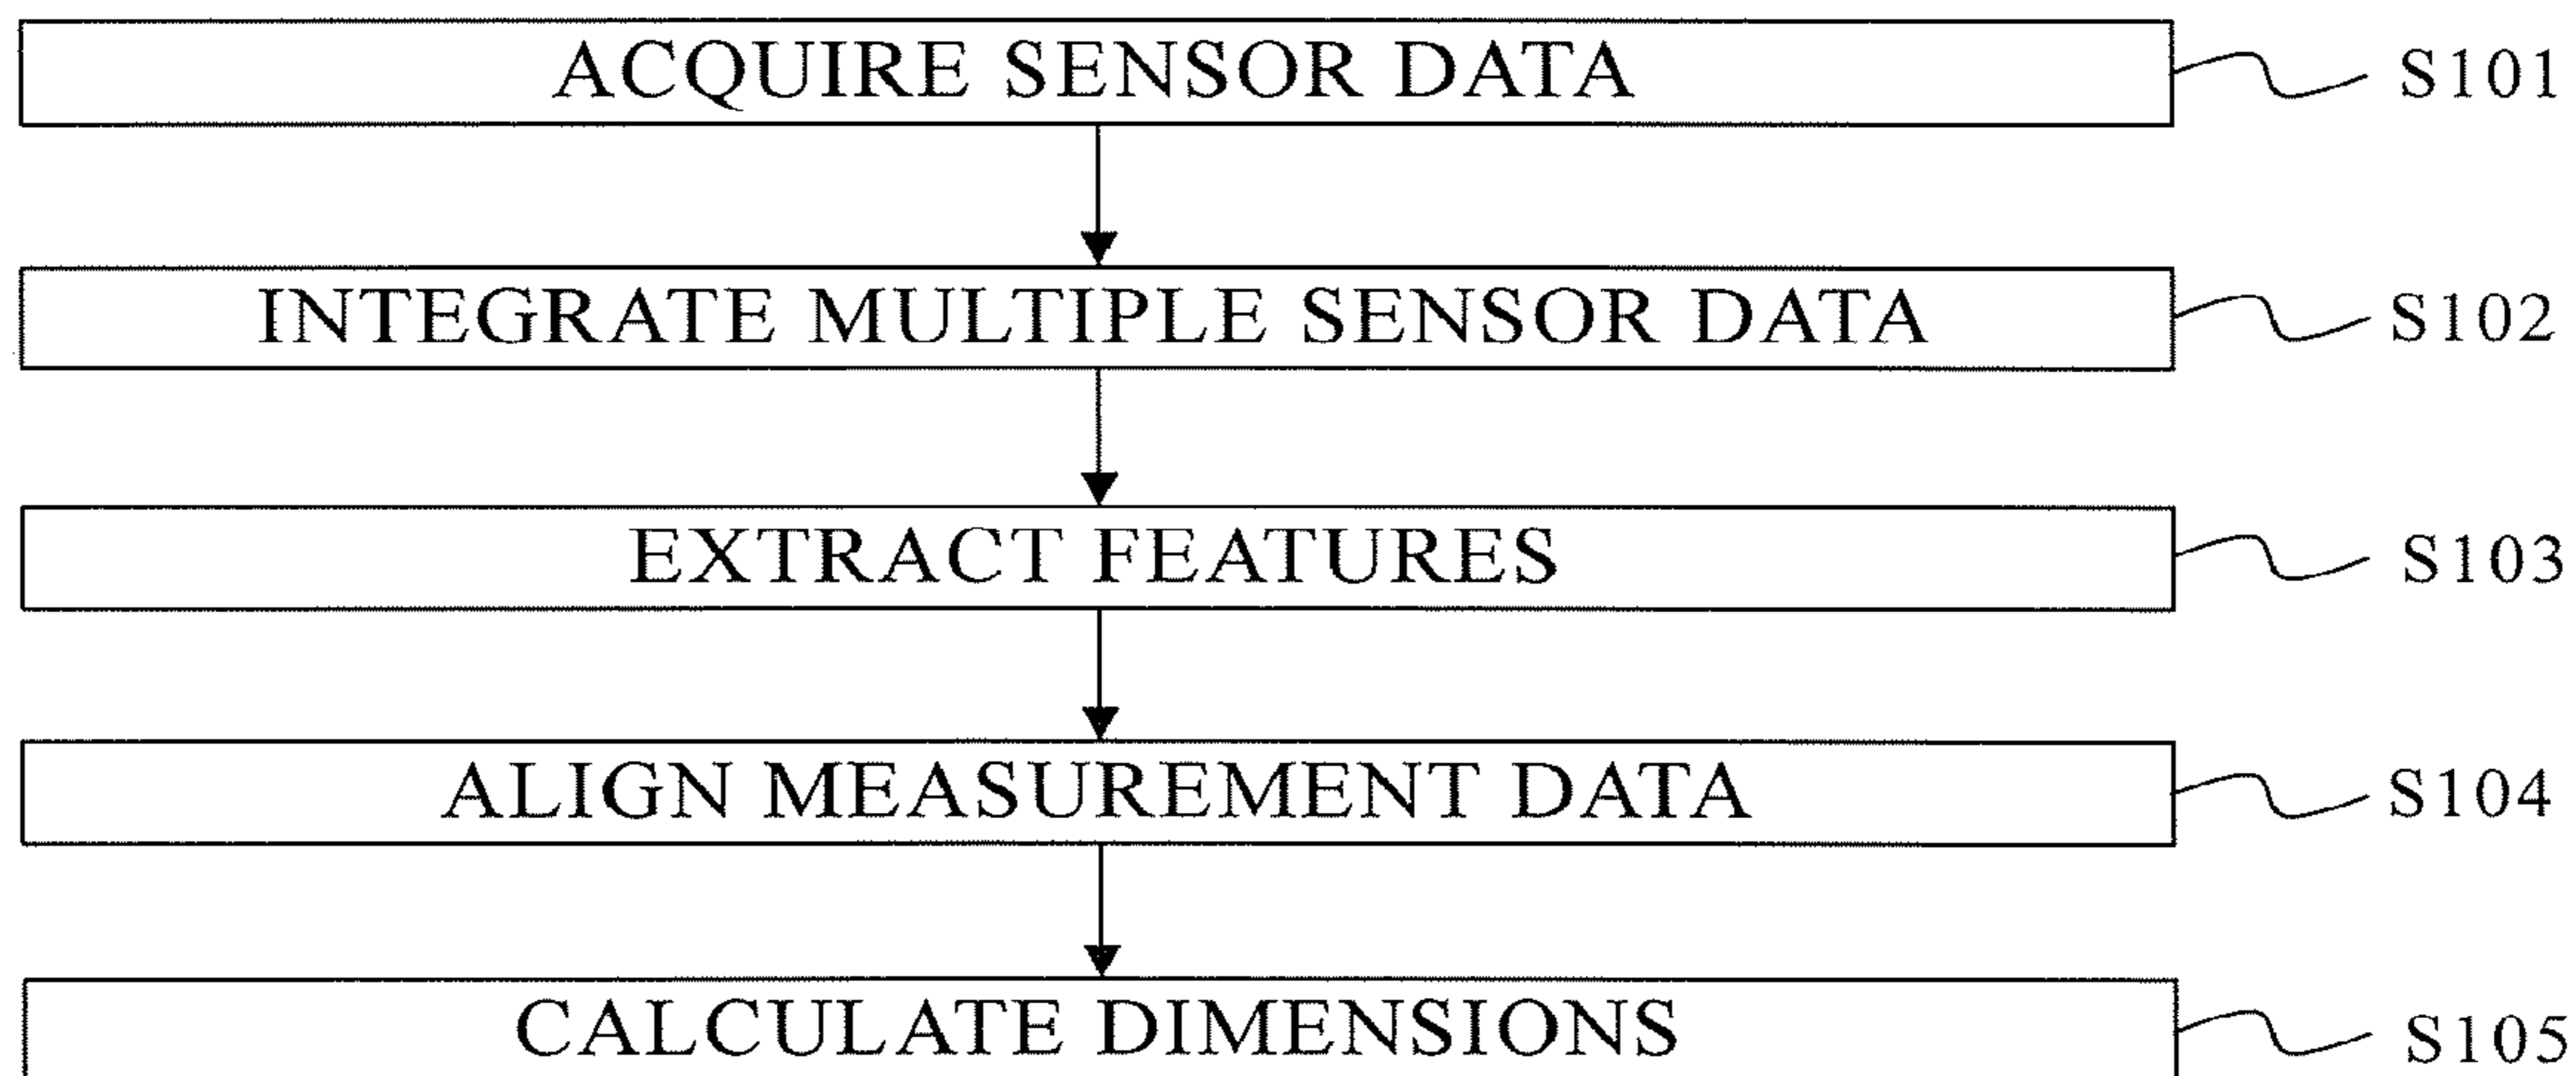 ACQUIRE SENSOR DATA S101
INTEGRATE MULTIPLE SENSOR DATA S102
EXTRACT FEATURES S103
ALIGN MEASUREMENT DATA S104
CALCULATE DIMENSIONS S105